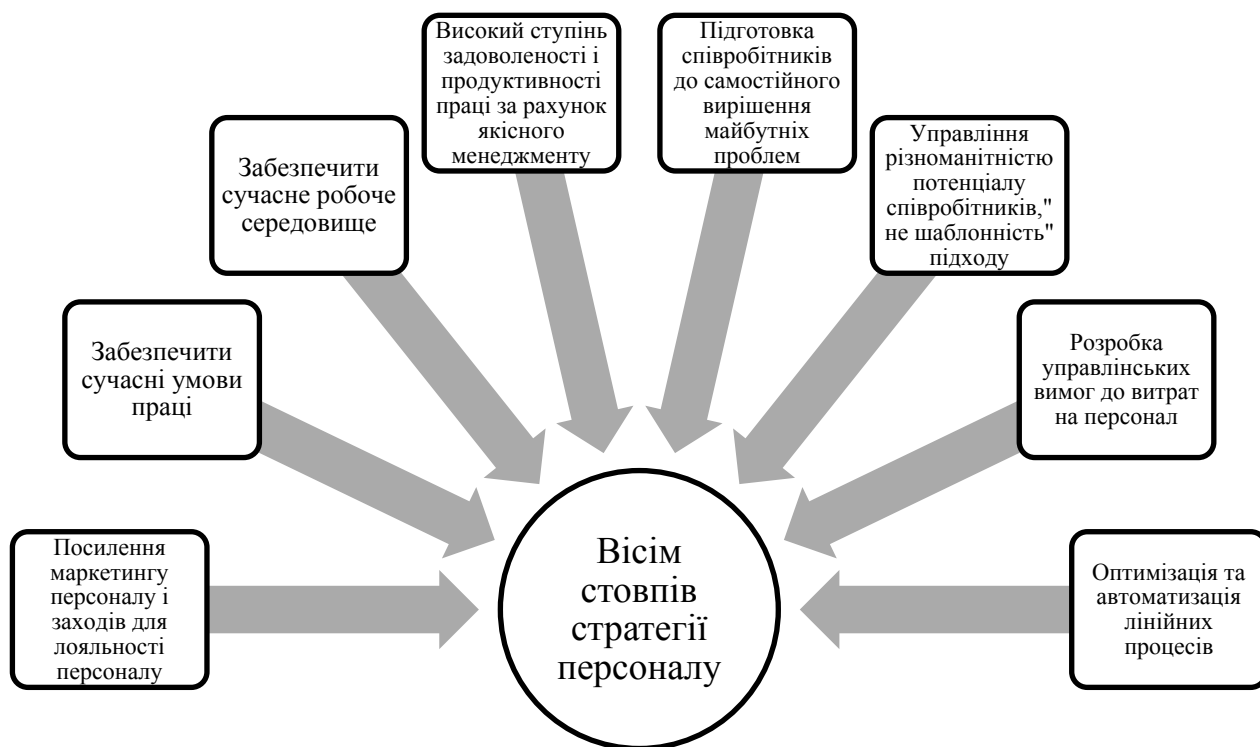 Посилення
маркетингу
персоналу і
заходів для
лояльності
персоналу
Забезпечити
сучасні умови
праці
Забезпечити
сучасне робоче
середовище
Високий ступінь
задоволеності і
продуктивності
праці за рахунок
якісного
менеджменту
Підготовка
співробітників
до самостійного
вирішення
майбутніх
проблем
Управління
різноманітністю
потенціалу
співробітників,"
не шаблонність"
підходу
Розробка
управлінських
вимог до витрат
на персонал
Оптимізація та
автоматизація
лінійних
процесів
Вісім
стовпів
стратегії
персоналу